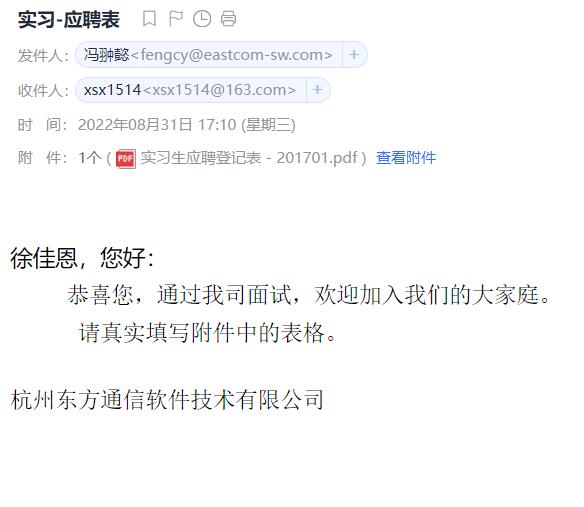 实习-应聘表
发件人：冯翀懿<fengcy@eastcom-sw.com> +
收件人：xsx1514<xsx1514@163.com> +
时 间：2022年08月31日 17:10 (星期三)
附 件：1个 ( PDF 实习生应聘登记表 - 201701.pdf ) 查看附件
徐佳恩，您好：
恭喜您，通过我司面试，欢迎加入我们的大家庭。
请真实填写附件中的表格。
杭州东方通信软件技术有限公司